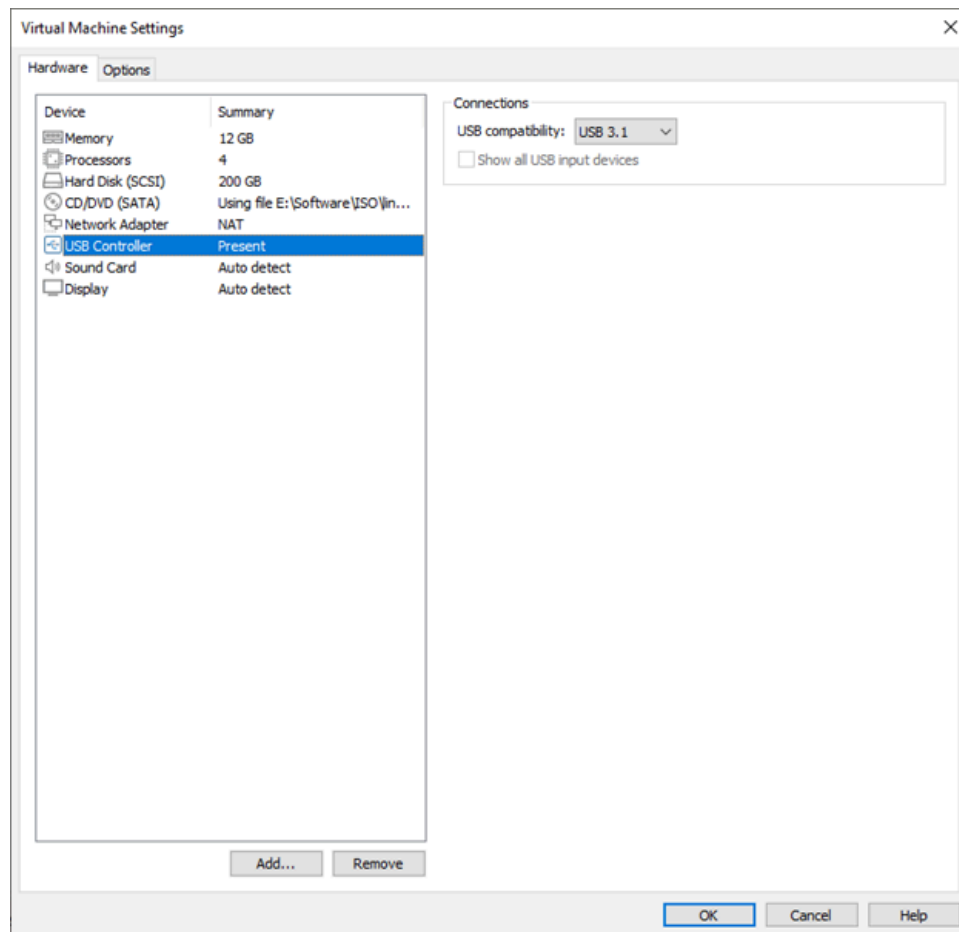 Virtual Machine Settings
Hardware Options
Device Summary
Memory 12 GB
Processors 4
Hard Disk (SCSI) 200 GB
CD/DVD (SATA) Using file E:\Software\ISO\lin...
Network Adapter NAT
USB Controller Present
Sound Card Auto detect
Display Auto detect
Add... Remove
Connections
USB compatibility: USB 3.1
Show all USB input devices
OK Cancel Help